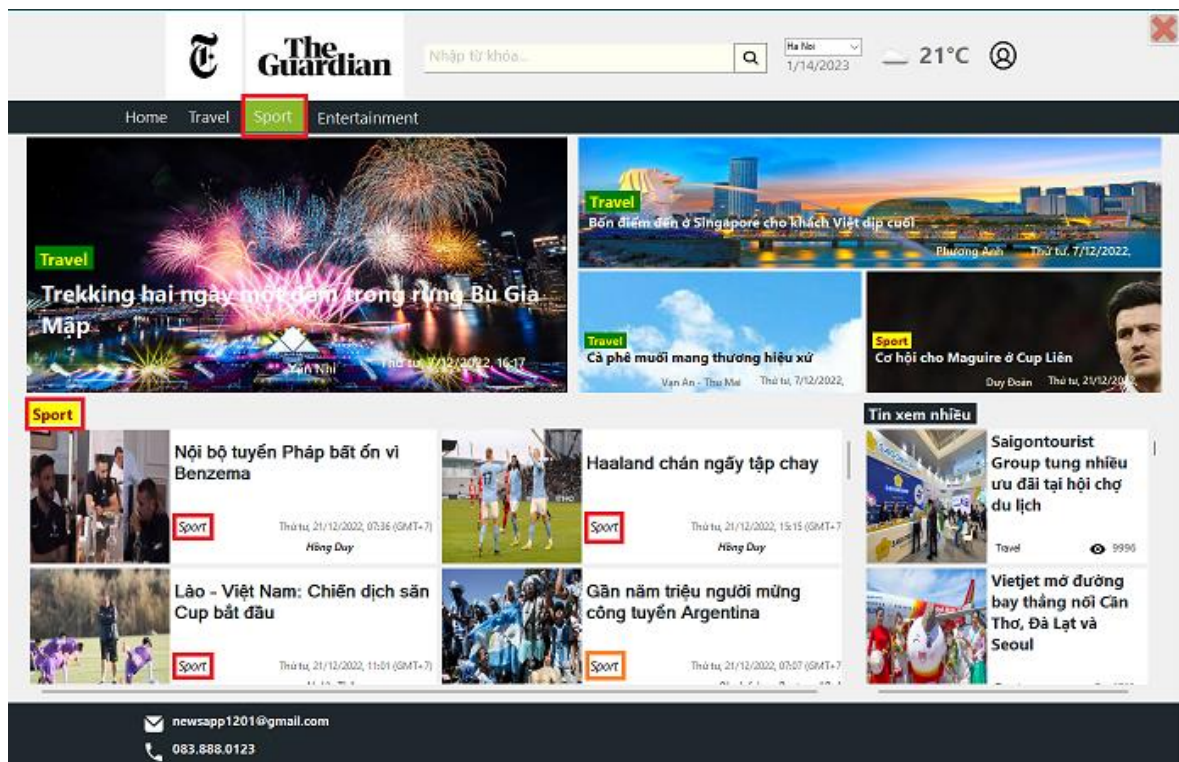 The
Guardian
Nhập từ khóa...
Ha Noi
1/14/2023
21°C
Home Travel Sport Entertainment
Travel
Trekking hai ngày một đêm trong rừng Bù Gia
Mập
Yên Nhi Thứ tư, 7/12/2022, 16:17
Travel
Bốn điểm đến ở Singapore cho khách Việt dịp cuối
Phương Anh Thứ tư, 7/12/2022,
Travel
Cà phê muối mang thương hiệu xứ
Vạn An - Thu Mai Thứ tư, 7/12/2022,
Sport
Cơ hội cho Maguire ở Cup Liên
Duy Đoàn Thứ tư, 21/12/2022,
Sport
Nội bộ tuyển Pháp bất ổn vì
Benzema
Sport Thứ tư, 21/12/2022, 07:36 (GMT+7)
Hồng Duy
Haaland chán ngấy tập chay
Sport Thứ tư, 21/12/2022, 15:15 (GMT+7
Hồng Duy
Lào - Việt Nam: Chiến dịch săn
Cup bắt đầu
Sport Thứ tư, 21/12/2022, 11:01 (GMT+7)
Gần năm triệu người mừng
công tuyển Argentina
Sport Thứ tư, 21/12/2022, 07:07 (GMT+7
Tin xem nhiều
Saigontourist
Group tung nhiều
ưu đãi tại hội chợ
du lịch
Travel 9996
Vietjet mở đường
bay thẳng nối Cần
Thơ, Đà Lạt và
Seoul
newsapp1201@gmail.com
083.888.0123